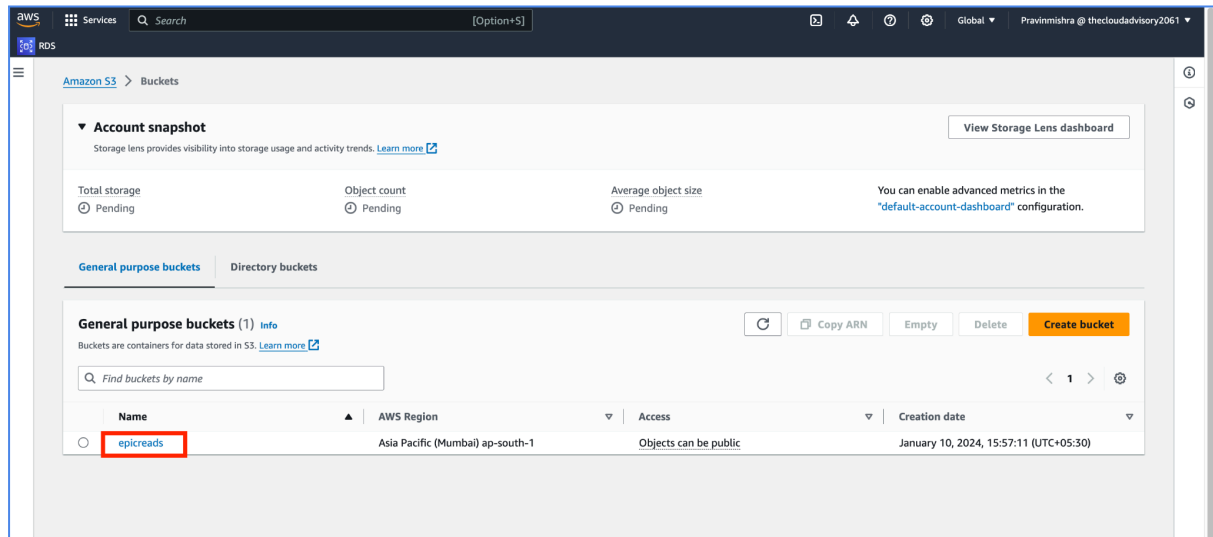 aws Services Search [Option+S] Global Pravinmishra @ thecloudadvisory2061
RDS
Amazon S3 > Buckets
Account snapshot
View Storage Lens dashboard
Storage lens provides visibility into storage usage and activity trends. Learn more
Total storage Object count Average object size You can enable advanced metrics in the
Pending Pending Pending "default-account-dashboard" configuration.
General purpose buckets Directory buckets
General purpose buckets (1) Info Copy ARN Empty Delete Create bucket
Buckets are containers for data stored in S3. Learn more
Find buckets by name < 1 >
Name AWS Region Access Creation date
epicreads Asia Pacific (Mumbai) ap-south-1 Objects can be public January 10, 2024, 15:57:11 (UTC+05:30)